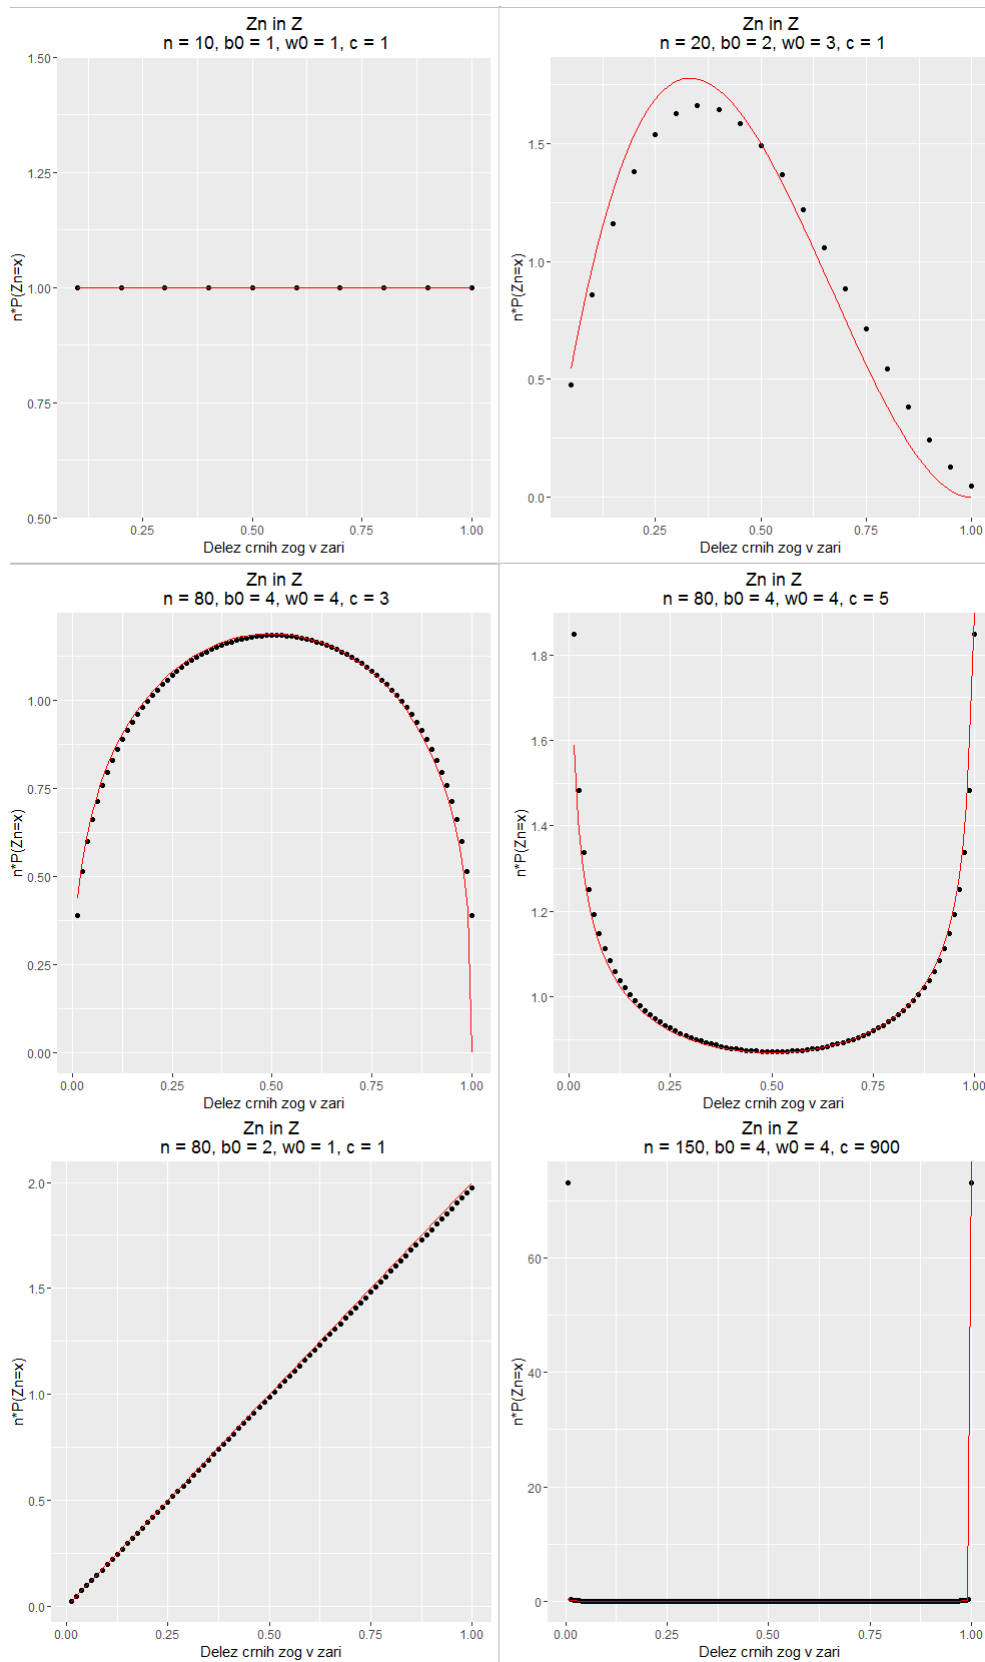 Zn in Z
n = 10, b0 = 1, w0 = 1, c = 1
1.50
1.25
1.00
0.75
0.50
n*P(Zn=x)
0.25 0.50 0.75 1.00
Delez crnih zog v zari
Zn in Z
n = 20, b0 = 2, w0 = 3, c = 1
1.5
1.0
0.5
0.0
n*P(Zn=x)
0.25 0.50 0.75 1.00
Delez crnih zog v zari
Zn in Z
n = 80, b0 = 4, w0 = 4, c = 3
1.00
0.75
0.50
0.25
0.00
n*P(Zn=x)
0.00 0.25 0.50 0.75 1.00
Delez crnih zog v zari
Zn in Z
n = 80, b0 = 4, w0 = 4, c = 5
1.8
1.6
1.4
1.2
1.0
n*P(Zn=x)
0.00 0.25 0.50 0.75 1.00
Delez crnih zog v zari
Zn in Z
n = 80, b0 = 2, w0 = 1, c = 1
2.0
1.5
1.0
0.5
0.0
n*P(Zn=x)
0.00 0.25 0.50 0.75 1.00
Delez crnih zog v zari
Zn in Z
n = 150, b0 = 4, w0 = 4, c = 900
60
40
20
0
n*P(Zn=x)
0.00 0.25 0.50 0.75 1.00
Delez crnih zog v zari